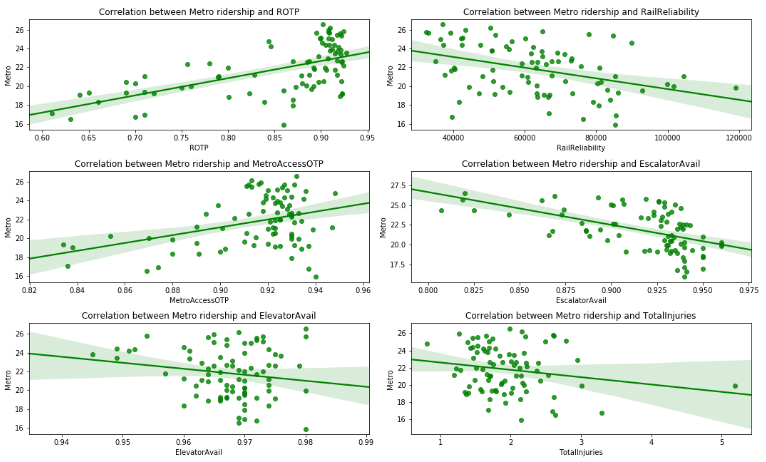 Correlation between Metro ridership and ROTP
Metro
26
24
22
20
18
16
0.60 0.65 0.70 0.75 0.80 0.85 0.90 0.95
ROTP
Correlation between Metro ridership and RailReliability
Metro
26
24
22
20
18
16
40000 60000 80000 100000 120000
RailReliability
Correlation between Metro ridership and MetroAccessOTP
Metro
26
24
22
20
18
16
0.82 0.84 0.86 0.88 0.90 0.92 0.94 0.96
MetroAccessOTP
Correlation between Metro ridership and EscalatorAvail
Metro
27.5
25.0
22.5
20.0
17.5
0.800 0.825 0.850 0.875 0.900 0.925 0.950 0.975
EscalatorAvail
Correlation between Metro ridership and ElevatorAvail
Metro
26
24
22
20
18
16
0.94 0.95 0.96 0.97 0.98 0.99
ElevatorAvail
Correlation between Metro ridership and TotalInjuries
Metro
26
24
22
20
18
16
1 2 3 4 5
TotalInjuries